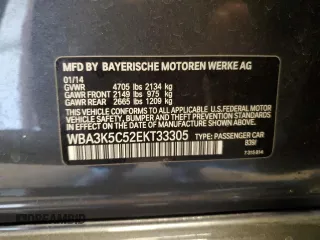 MFD BY BAYERISCHE MOTOREN WERKE AG
01/14
GVWR 4705 lbs 2134 kg
GAWR FRONT 2149 lbs 975 kg
GAWR REAR 2665 lbs 1209 kg
THIS VEHICLE CONFORMS TO ALL APPLICABLE U.S. FEDERAL MOTOR
VEHICLE SAFETY, BUMPER, AND THEFT PREVENTION STANDARDS IN
EFFECT ON THE DATE OF MANUFACTURE SHOWN ABOVE.
WBA3K5C52EKT33305 TYPE: PASSENGER CAR